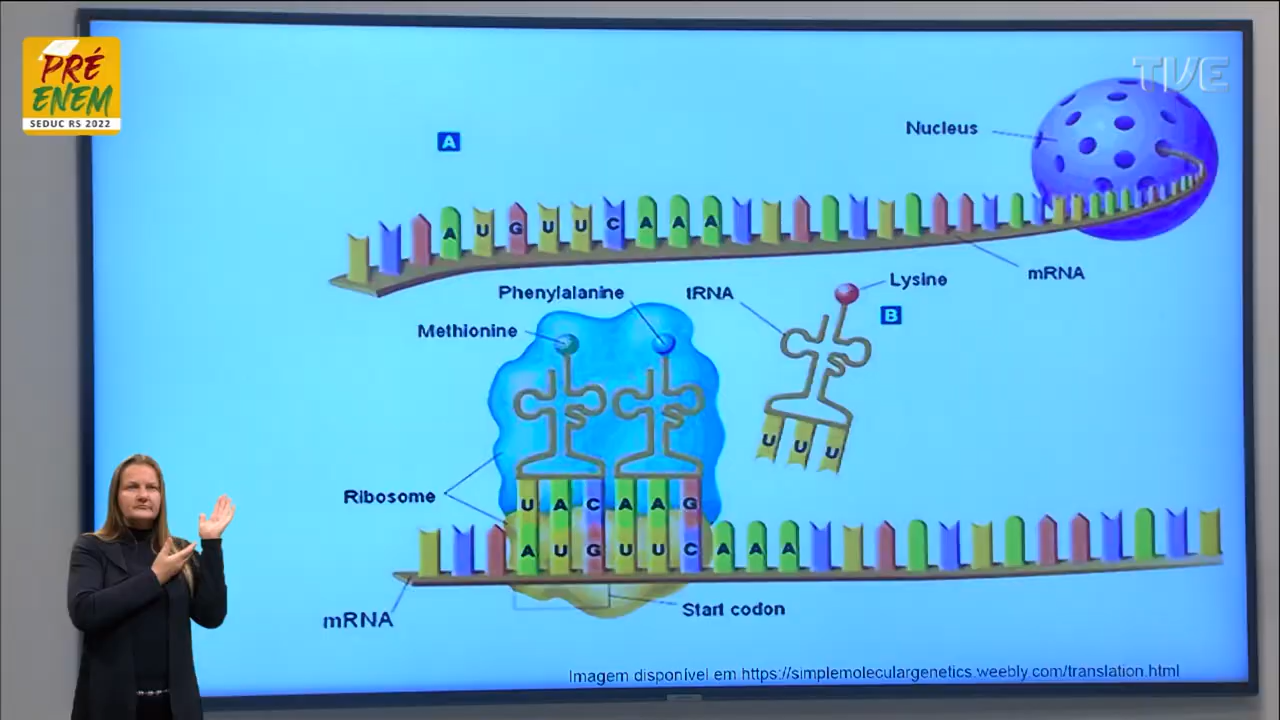 PRÉ
ENEM
SEDUC RS 2022
TVE
A
Nucleus
A U G U U C A A A
mRNA
Phenylalanine
tRNA
Lysine
Methionine
B
U U U
Ribosome
U A C A A G
A U G U U C A A A
Start codon
mRNA
Imagem disponível em https://simplemoleculargenetics.weebly.com/translation.html